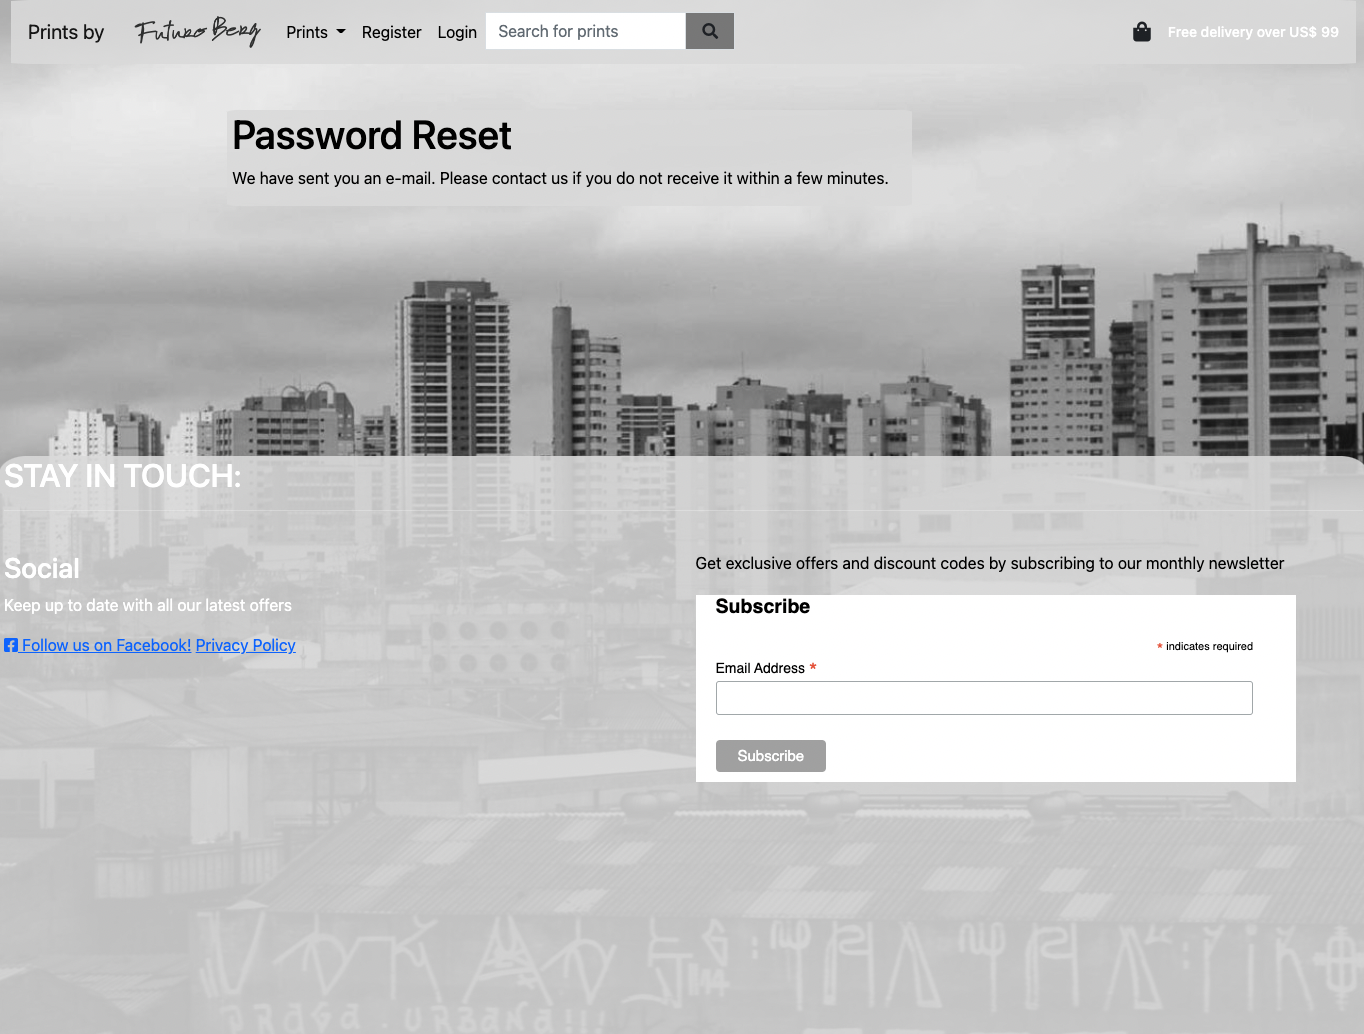 Prints by Futuro Berg Prints Register Login Search for prints Free delivery over US$ 99
Password Reset
We have sent you an e-mail. Please contact us if you do not receive it within a few minutes.
STAY IN TOUCH:
Social
Keep up to date with all our latest offers
Follow us on Facebook! Privacy Policy
Get exclusive offers and discount codes by subscribing to our monthly newsletter
Subscribe
* indicates required
Email Address *
Subscribe